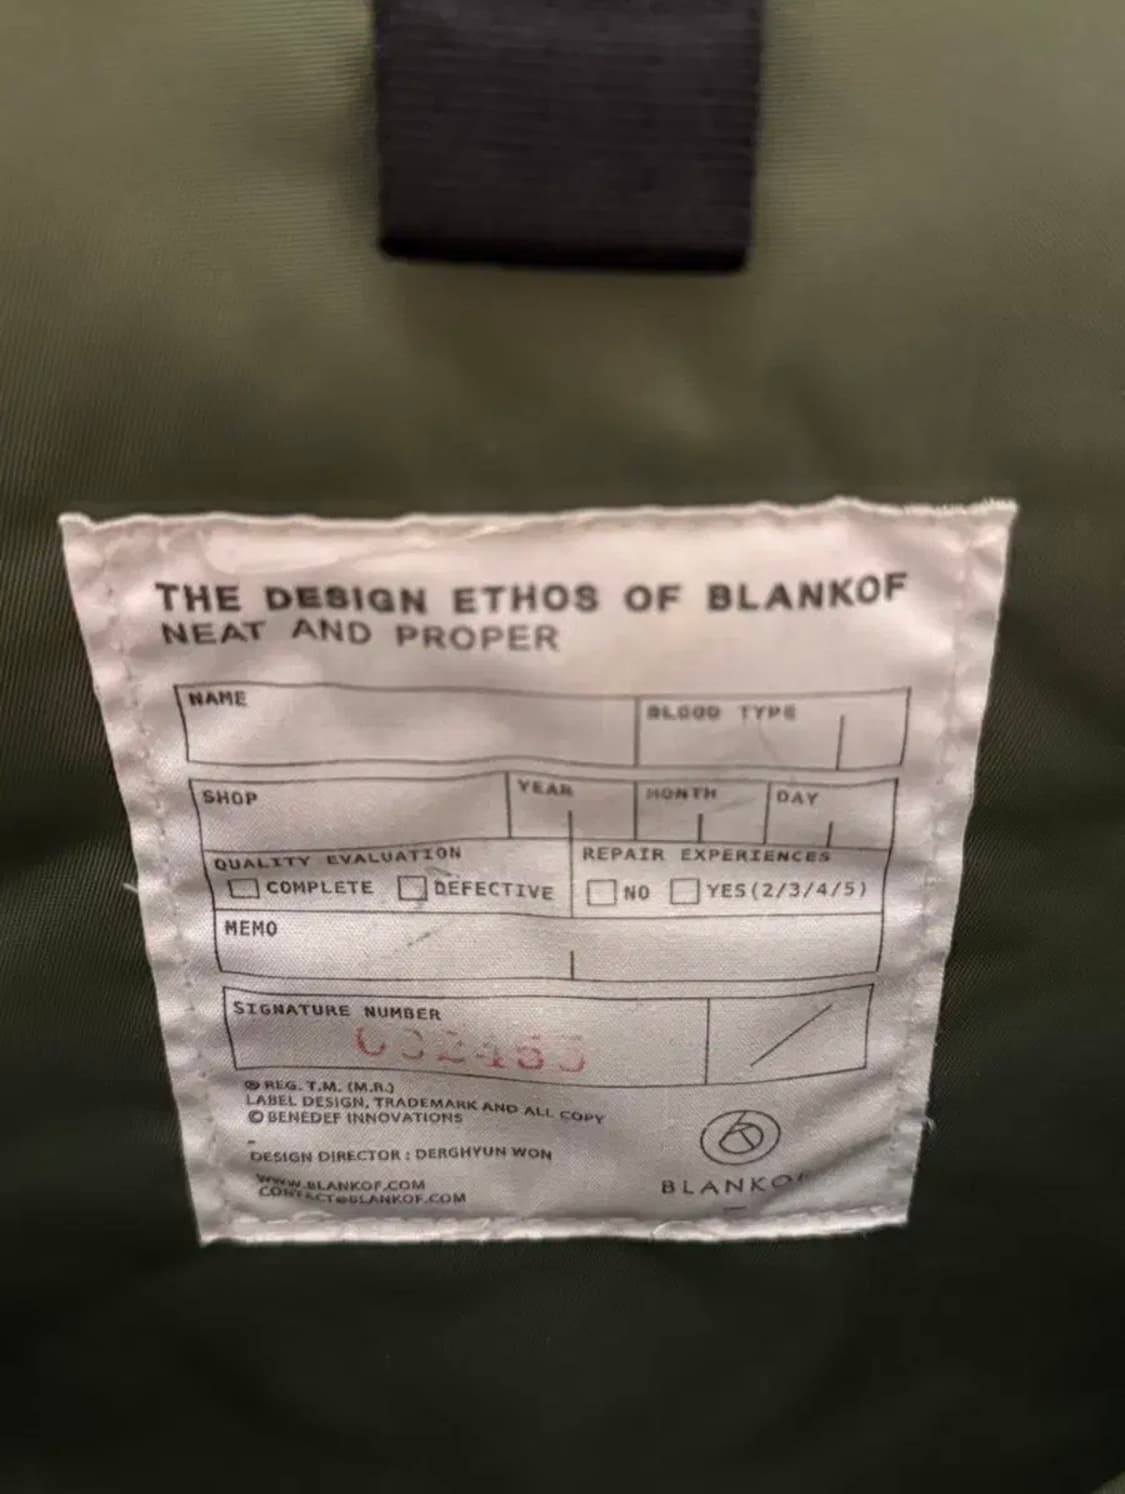 THE DESIGN ETHOS OF BLANKOF
NEAT AND PROPER
NAME
BLOOD TYPE
SHOP
YEAR
MONTH
DAY
QUALITY EVALUATION
COMPLETE
DEFECTIVE
REPAIR EXPERIENCES
NO
YES(2/3/4/5)
MEMO
SIGNATURE NUMBER
® REG. T.M. (M.R.)
LABEL DESIGN, TRADEMARK AND ALL COPY
© BENEDEF INNOVATIONS
DESIGN DIRECTOR : DERGHYUN WON
WWW.BLANKOF.COM
CONTACT@BLANKOF.COM
BLANKOF